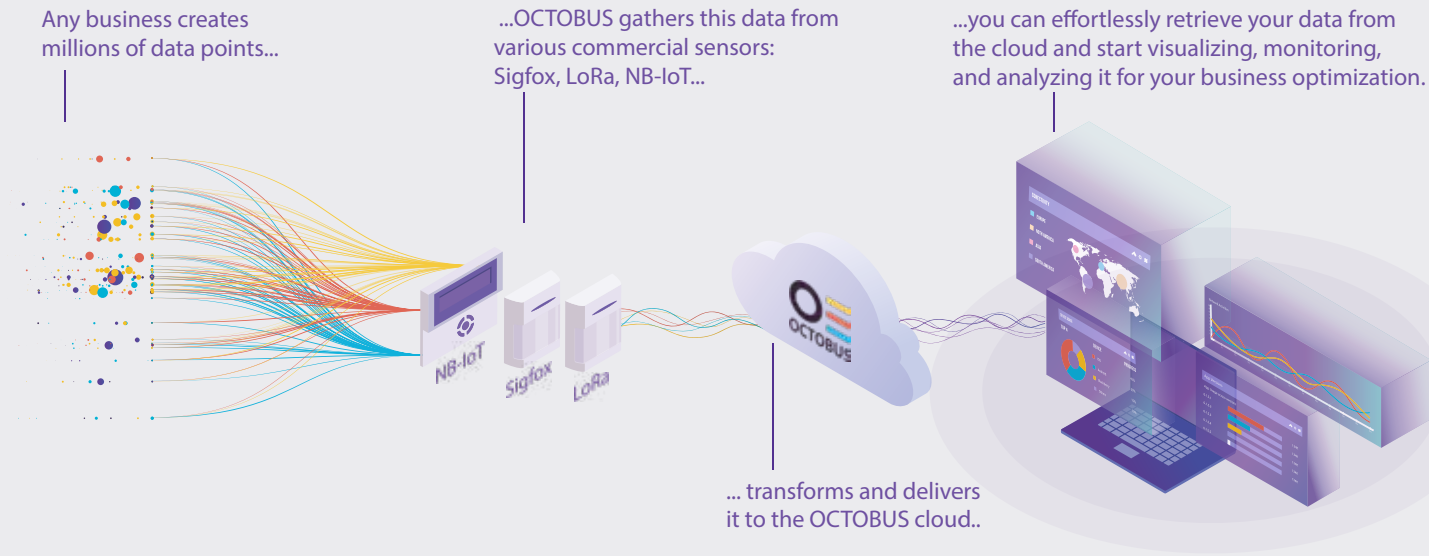 Any business creates
millions of data points...
...OCTOBUS gathers this data from
various commercial sensors:
Sigfox, LoRa, NB-IoT...
...you can effortlessly retrieve your data from
the cloud and start visualizing, monitoring,
and analyzing it for your business optimization.
NB-IoT
Sigfox
LoRa
OCTOBUS
... transforms and delivers
it to the OCTOBUS cloud..